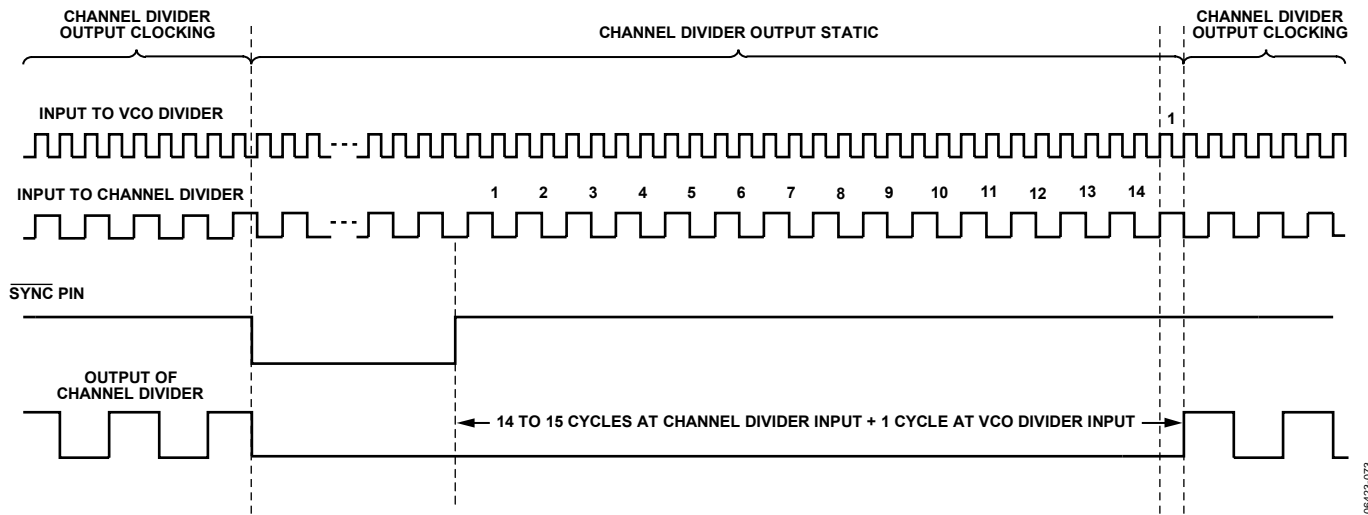 CHANNEL DIVIDER
OUTPUT CLOCKING
CHANNEL DIVIDER OUTPUT STATIC
CHANNEL DIVIDER
OUTPUT CLOCKING
INPUT TO VCO DIVIDER
1
INPUT TO CHANNEL DIVIDER
1 2 3 4 5 6 7 8 9 10 11 12 13 14
SYNC PIN
OUTPUT OF
CHANNEL DIVIDER
14 TO 15 CYCLES AT CHANNEL DIVIDER INPUT + 1 CYCLE AT VCO DIVIDER INPUT
06423-073